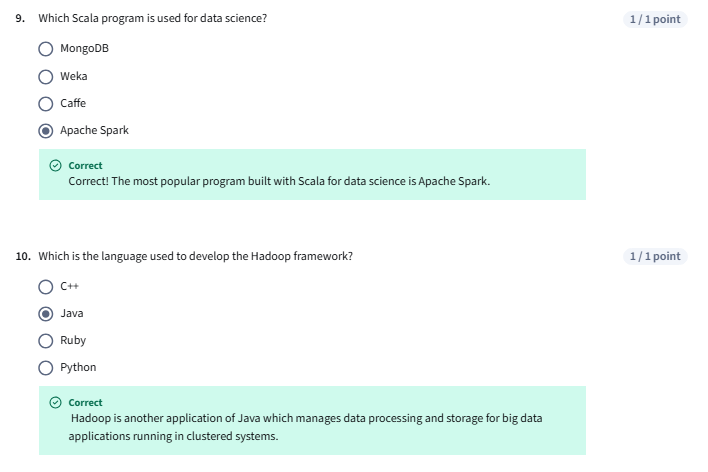 9. Which Scala program is used for data science?
1 / 1 point
MongoDB
Weka
Caffe
Apache Spark
Correct
Correct! The most popular program built with Scala for data science is Apache Spark.
10. Which is the language used to develop the Hadoop framework?
1 / 1 point
C++
Java
Ruby
Python
Correct
Hadoop is another application of Java which manages data processing and storage for big data
applications running in clustered systems.